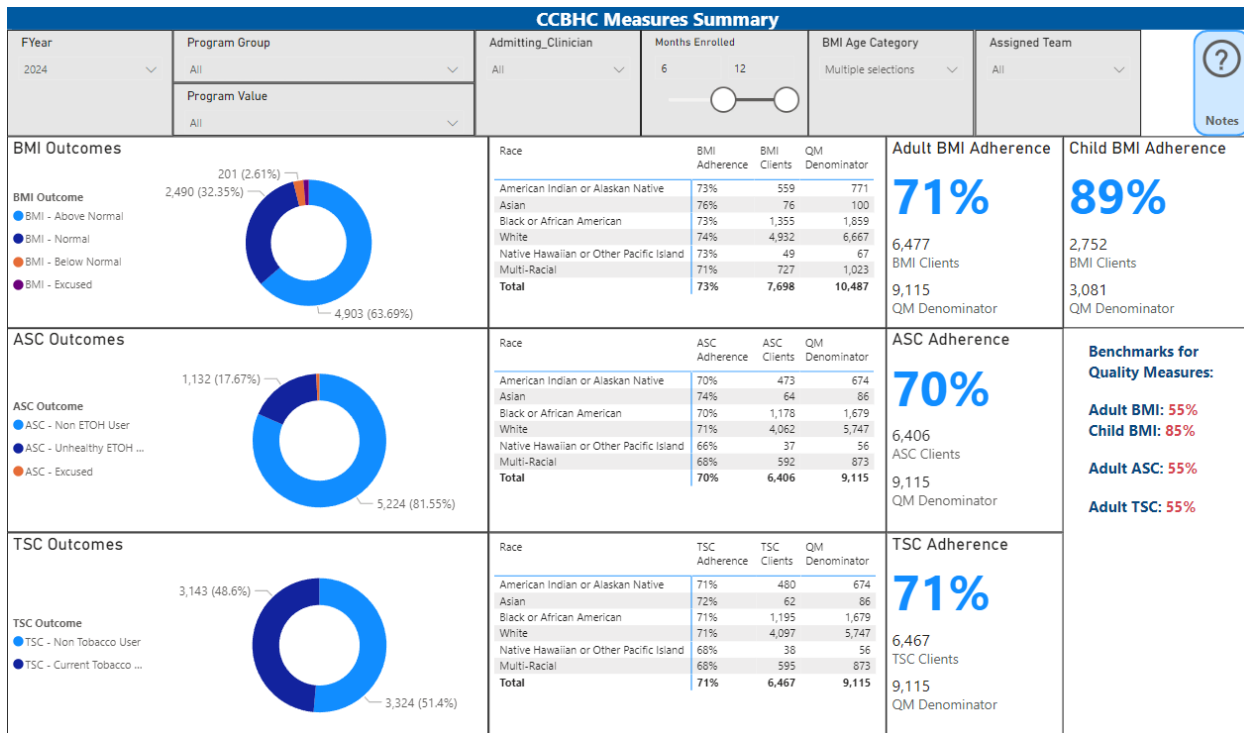 CCBHC Measures Summary
FYear
2024
Program Group
All
Program Value
All
Admitting_Clinician
All
Months Enrolled
6 12
BMI Age Category
Multiple selections
Assigned Team
All
?
Notes
BMI Outcomes
BMI Outcome
BMI - Above Normal
BMI - Normal
BMI - Below Normal
BMI - Excused
201 (2.61%)
2,490 (32.35%)
4,903 (63.69%)
Race BMI Adherence BMI Clients QM Denominator
American Indian or Alaskan Native 73% 559 771
Asian 76% 76 100
Black or African American 73% 1,355 1,859
White 74% 4,932 6,667
Native Hawaiian or Other Pacific Island 73% 49 67
Multi-Racial 71% 727 1,023
Total 73% 7,698 10,487
Adult BMI Adherence
71%
6,477
BMI Clients
9,115
QM Denominator
Child BMI Adherence
89%
2,752
BMI Clients
3,081
QM Denominator
ASC Outcomes
ASC Outcome
ASC - Non ETOH User
ASC - Unhealthy ETOH ...
ASC - Excused
1,132 (17.67%)
5,224 (81.55%)
Race ASC Adherence ASC Clients QM Denominator
American Indian or Alaskan Native 70% 473 674
Asian 74% 64 86
Black or African American 70% 1,178 1,679
White 71% 4,062 5,747
Native Hawaiian or Other Pacific Island 66% 37 56
Multi-Racial 68% 592 873
Total 70% 6,406 9,115
ASC Adherence
70%
6,406
ASC Clients
9,115
QM Denominator
Benchmarks for
Quality Measures:
Adult BMI: 55%
Child BMI: 85%
Adult ASC: 55%
Adult TSC: 55%
TSC Outcomes
TSC Outcome
TSC - Non Tobacco User
TSC - Current Tobacco ...
3,143 (48.6%)
3,324 (51.4%)
Race TSC Adherence TSC Clients QM Denominator
American Indian or Alaskan Native 71% 480 674
Asian 72% 62 86
Black or African American 71% 1,195 1,679
White 71% 4,097 5,747
Native Hawaiian or Other Pacific Island 68% 38 56
Multi-Racial 68% 595 873
Total 71% 6,467 9,115
TSC Adherence
71%
6,467
TSC Clients
9,115
QM Denominator